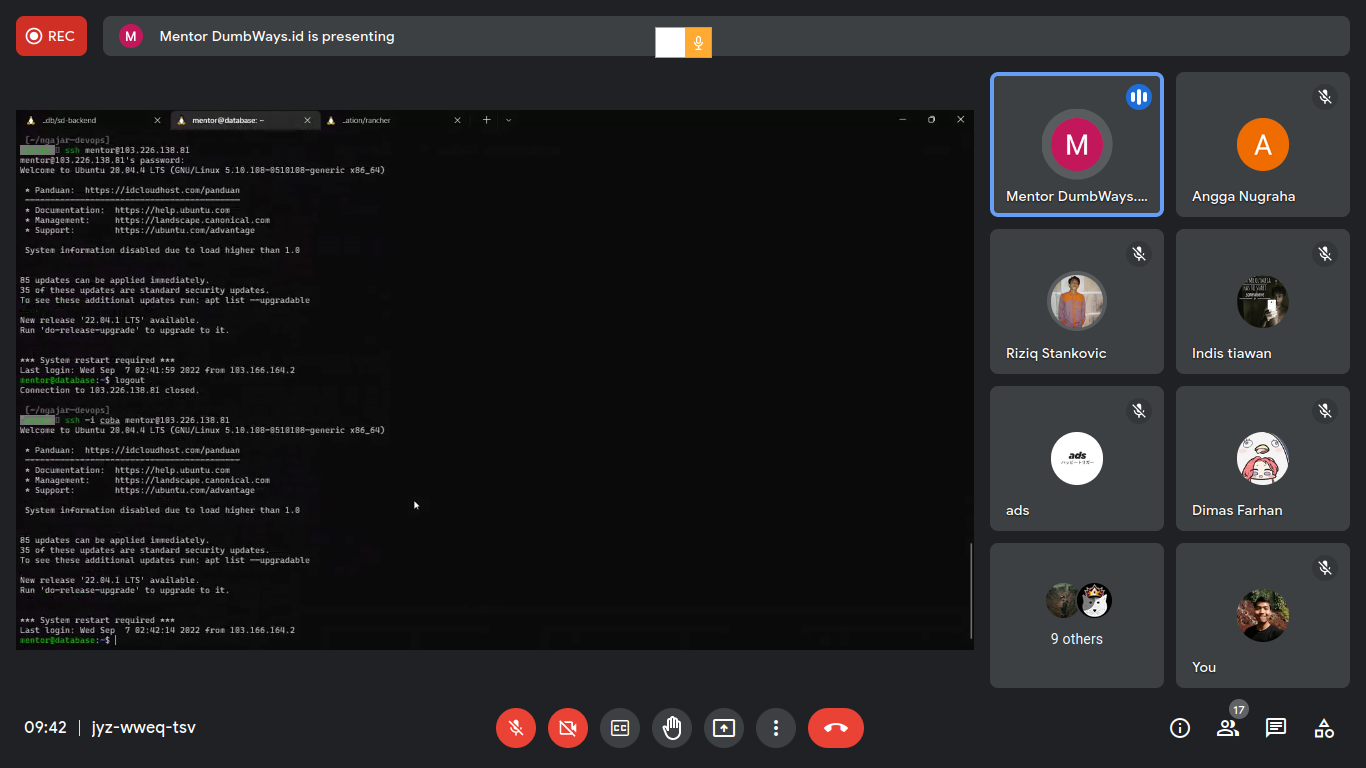 REC
M
Mentor DumbWays.id is presenting
_db/sd-backend
mentor@database: ~
_ation/rancher
[~/ngajar-devops]
ssh mentor@103.226.138.81
mentor@103.226.138.81's password:
Welcome to Ubuntu 20.04.4 LTS (GNU/Linux 5.10.108-0510108-generic x86_64)
* Panduan: https://idcloudhost.com/panduan
* Documentation: https://help.ubuntu.com
* Management: https://landscape.canonical.com
* Support: https://ubuntu.com/advantage
System information disabled due to load higher than 1.0
85 updates can be applied immediately.
35 of these updates are standard security updates.
To see these additional updates run: apt list --upgradable
New release '22.04.1 LTS' available.
Run 'do-release-upgrade' to upgrade to it.
*** System restart required ***
Last login: Wed Sep 7 02:41:59 2022 from 103.166.164.2
mentor@database:~$ logout
Connection to 103.226.138.81 closed.
[~/ngajar-devops]
ssh -i coba mentor@103.226.138.81
Welcome to Ubuntu 20.04.4 LTS (GNU/Linux 5.10.108-0510108-generic x86_64)
* Panduan: https://idcloudhost.com/panduan
* Documentation: https://help.ubuntu.com
* Management: https://landscape.canonical.com
* Support: https://ubuntu.com/advantage
System information disabled due to load higher than 1.0
85 updates can be applied immediately.
35 of these updates are standard security updates.
To see these additional updates run: apt list --upgradable
New release '22.04.1 LTS' available.
Run 'do-release-upgrade' to upgrade to it.
*** System restart required ***
Last login: Wed Sep 7 02:42:14 2022 from 103.166.164.2
mentor@database:~$
M
Mentor DumbWays....
A
Angga Nugraha
Riziq Stankovic
Indis tiawan
ads
ハッピートリガー
ads
Dimas Farhan
9 others
You
09:42 | jyz-wweq-tsv
CC
17